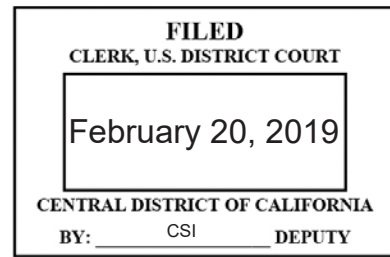 FILED
CLERK, U.S. DISTRICT COURT
February 20, 2019
CENTRAL DISTRICT OF CALIFORNIA
BY: CSI DEPUTY